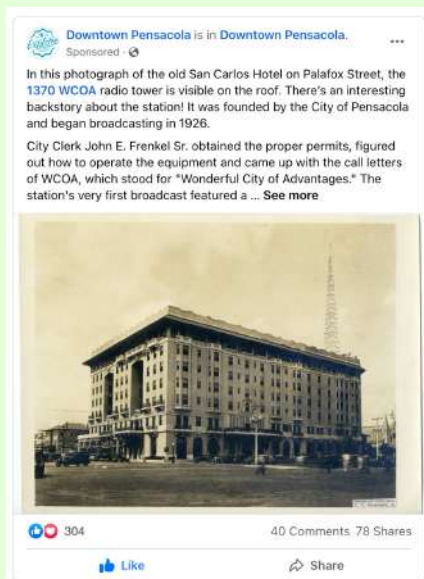 Downtown Pensacola is in Downtown Pensacola.
Sponsored ·
In this photograph of the old San Carlos Hotel on Palafox Street, the
1370 WCOA radio tower is visible on the roof. There's an interesting
backstory about the station! It was founded by the City of Pensacola
and began broadcasting in 1926.
City Clerk John E. Frenkel Sr. obtained the proper permits, figured
out how to operate the equipment and came up with the call letters
of WCOA, which stood for "Wonderful City of Advantages." The
station's very first broadcast featured a ... See more
304
40 Comments 78 Shares
Like
Share